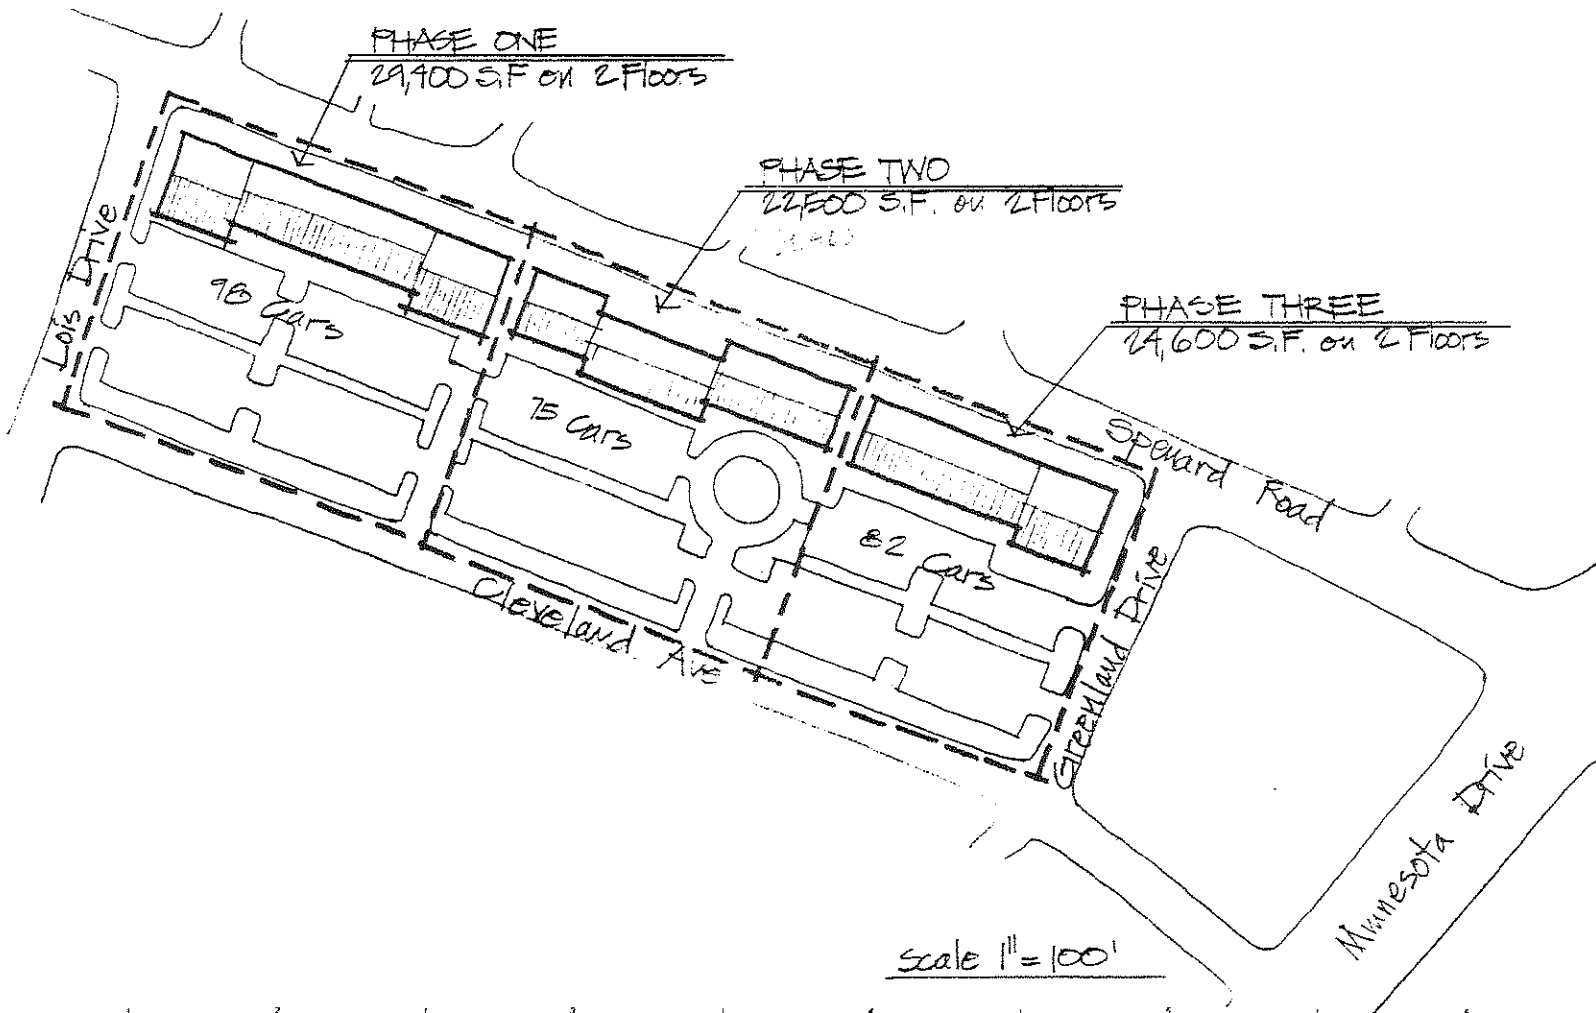 PHASE ONE
29,400 S.F on 2 Floors
PHASE TWO
22,500 S.F. on 2 Floors
PHASE THREE
24,600 S.F. on 2 Floors
Lois Drive
98 Cars
75 Cars
82 Cars
Spenard Road
Cleveland Ave
Greenland Drive
Minnesota Drive
Scale 1" = 100'